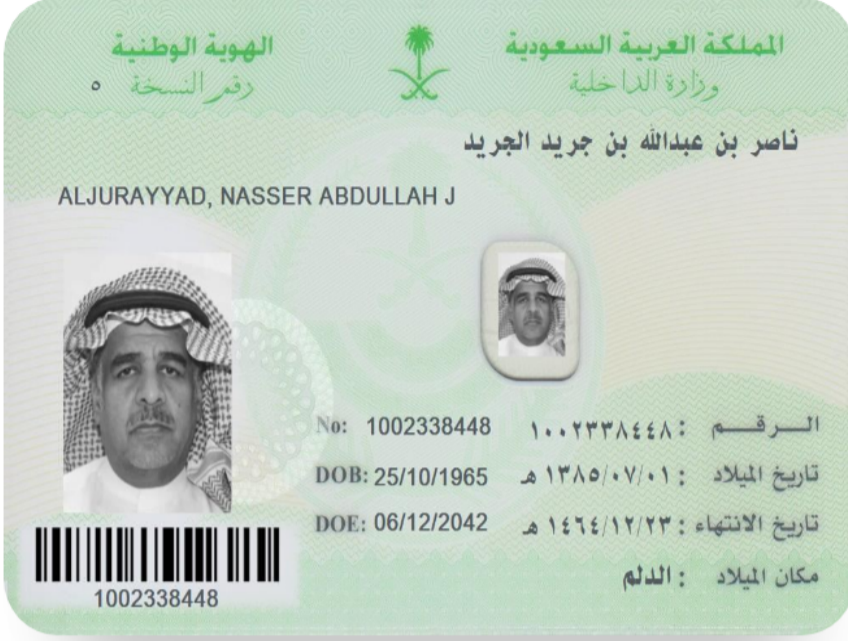 المملكة العربية السعودية
وزارة الداخلية
الهوية الوطنية
رقم النسخة ٥
ناصر بن عبدالله بن جريد الجريد
ALJURAYYAD, NASSER ABDULLAH J
الـرقـم : ١٠٠٢٣٣٨٤٤٨ No: 1002338448
تاريخ الميلاد : ١٣٨٥/٠٧/٠١ هـ DOB: 25/10/1965
تاريخ الانتهاء : ١٤٦٤/١٢/٢٣ هـ DOE: 06/12/2042
مكان الميلاد : الدلم
1002338448